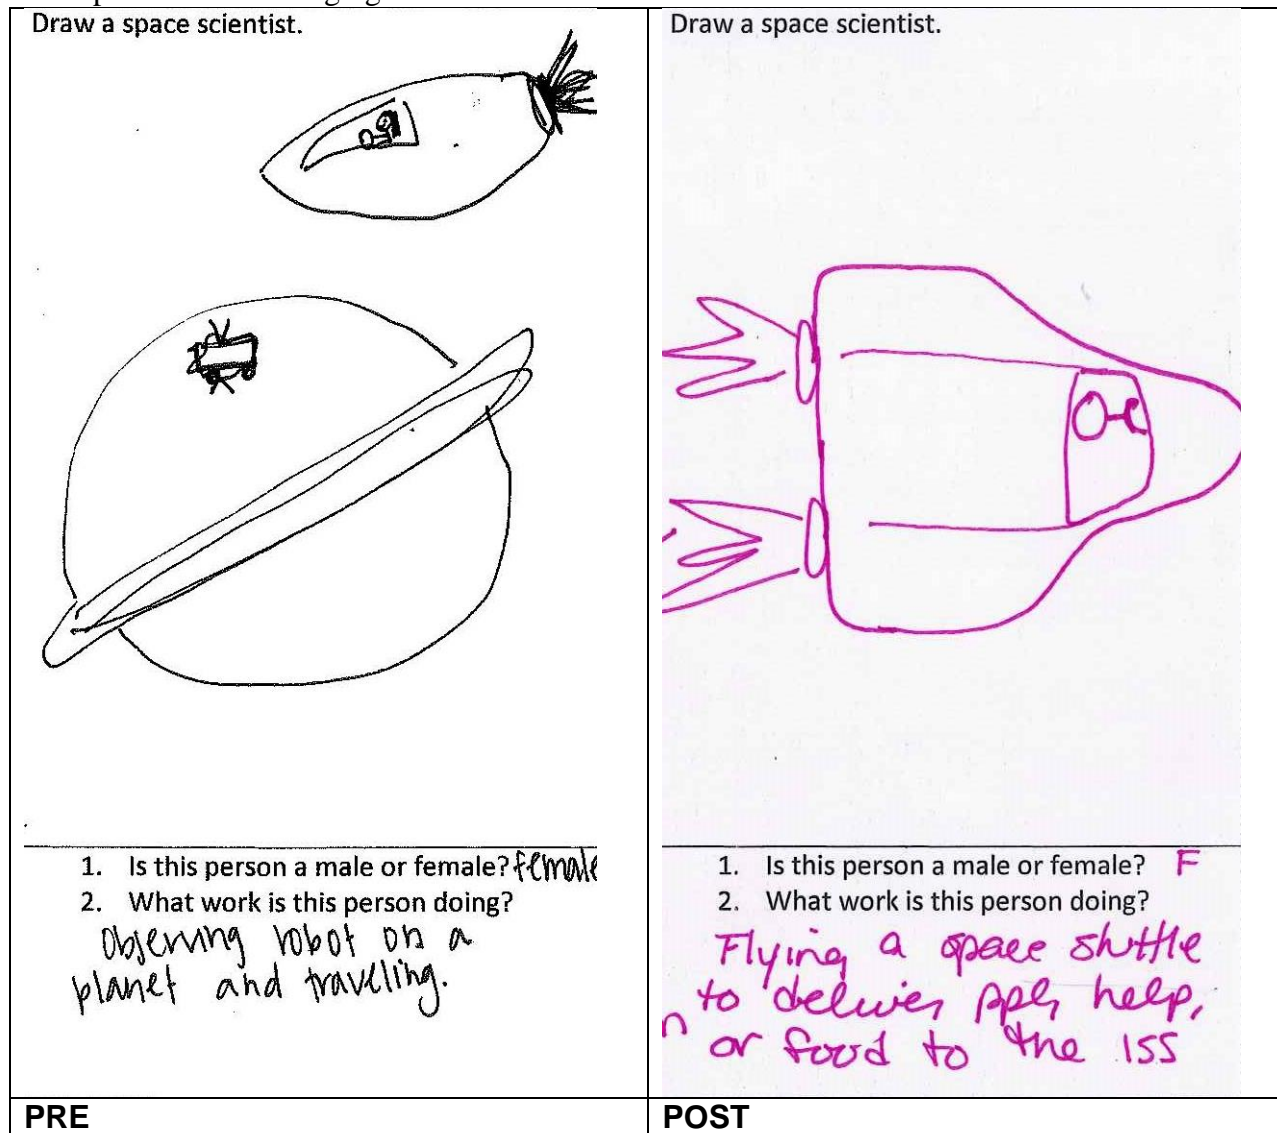 Draw a space scientist.
1. Is this person a male or female? female
2. What work is this person doing?
Observing robot on a
planet and traveling.
PRE
Draw a space scientist.
1. Is this person a male or female? F
2. What work is this person doing?
Flying a space shuttle
to deliver ppl, help,
or food to the ISS
POST